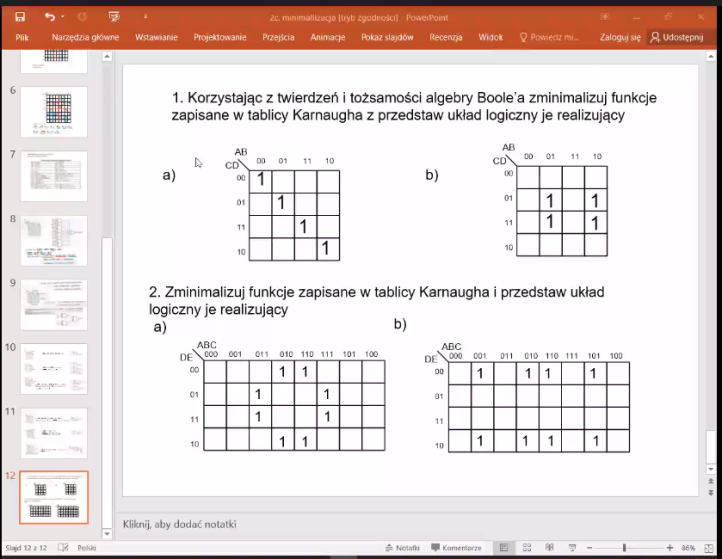 2c. minimallizacja [tryb zgodności] - PowerPoint
Plik Narzędzia główne Wstawianie Projektowanie Przejścia Animacje Pokaz slajdów Recenzja Widok Powiedz mi... Zaloguj się Udostępnij
1. Korzystając z twierdzeń i tożsamości algebry Boole'a zminimalizuj funkcje
zapisane w tablicy Karnaugha z przedstaw układ logiczny je realizujący
a)
AB
CD 00 01 11 10
00 1
01 1
11 1
10 1
b)
AB
CD 00 01 11 10
00
01 1 1
11 1 1
10
2. Zminimalizuj funkcje zapisane w tablicy Karnaugha i przedstaw układ
logiczny je realizujący
a)
ABC
DE 000 001 011 010 110 111 101 100
00 1 1
01 1 1
11 1 1
10 1 1
b)
ABC
DE 000 001 011 010 110 111 101 100
00 1 1 1 1
01
11
10 1 1 1 1
6
7
8
9
10
11
12
Kliknij, aby dodać notatki
Slajd 12 z 12 Polski Notatki Komentarze 86%